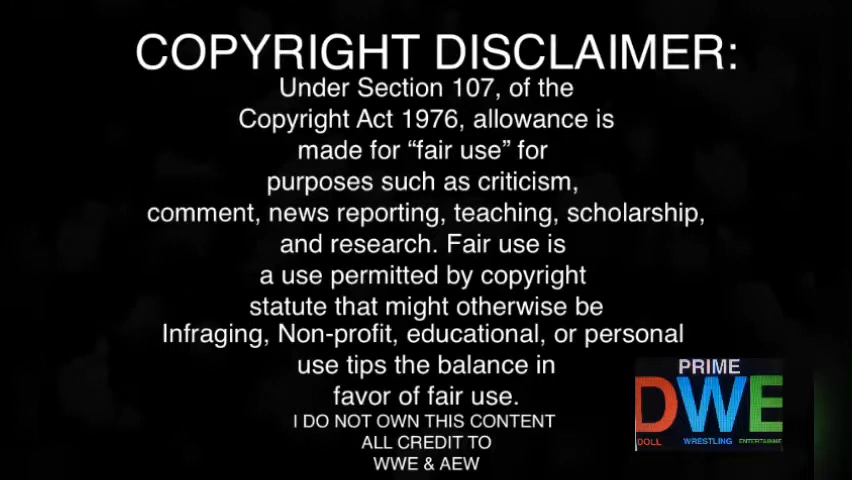 COPYRIGHT DISCLAIMER:
Under Section 107, of the
Copyright Act 1976, allowance is
made for “fair use” for
purposes such as criticism,
comment, news reporting, teaching, scholarship,
and research. Fair use is
a use permitted by copyright
statute that might otherwise be
Infraging, Non-profit, educational, or personal
use tips the balance in
favor of fair use.
I DO NOT OWN THIS CONTENT
ALL CREDIT TO
WWE & AEW
PRIME
DWE
DOLL WRESTLING ENTERTAINME